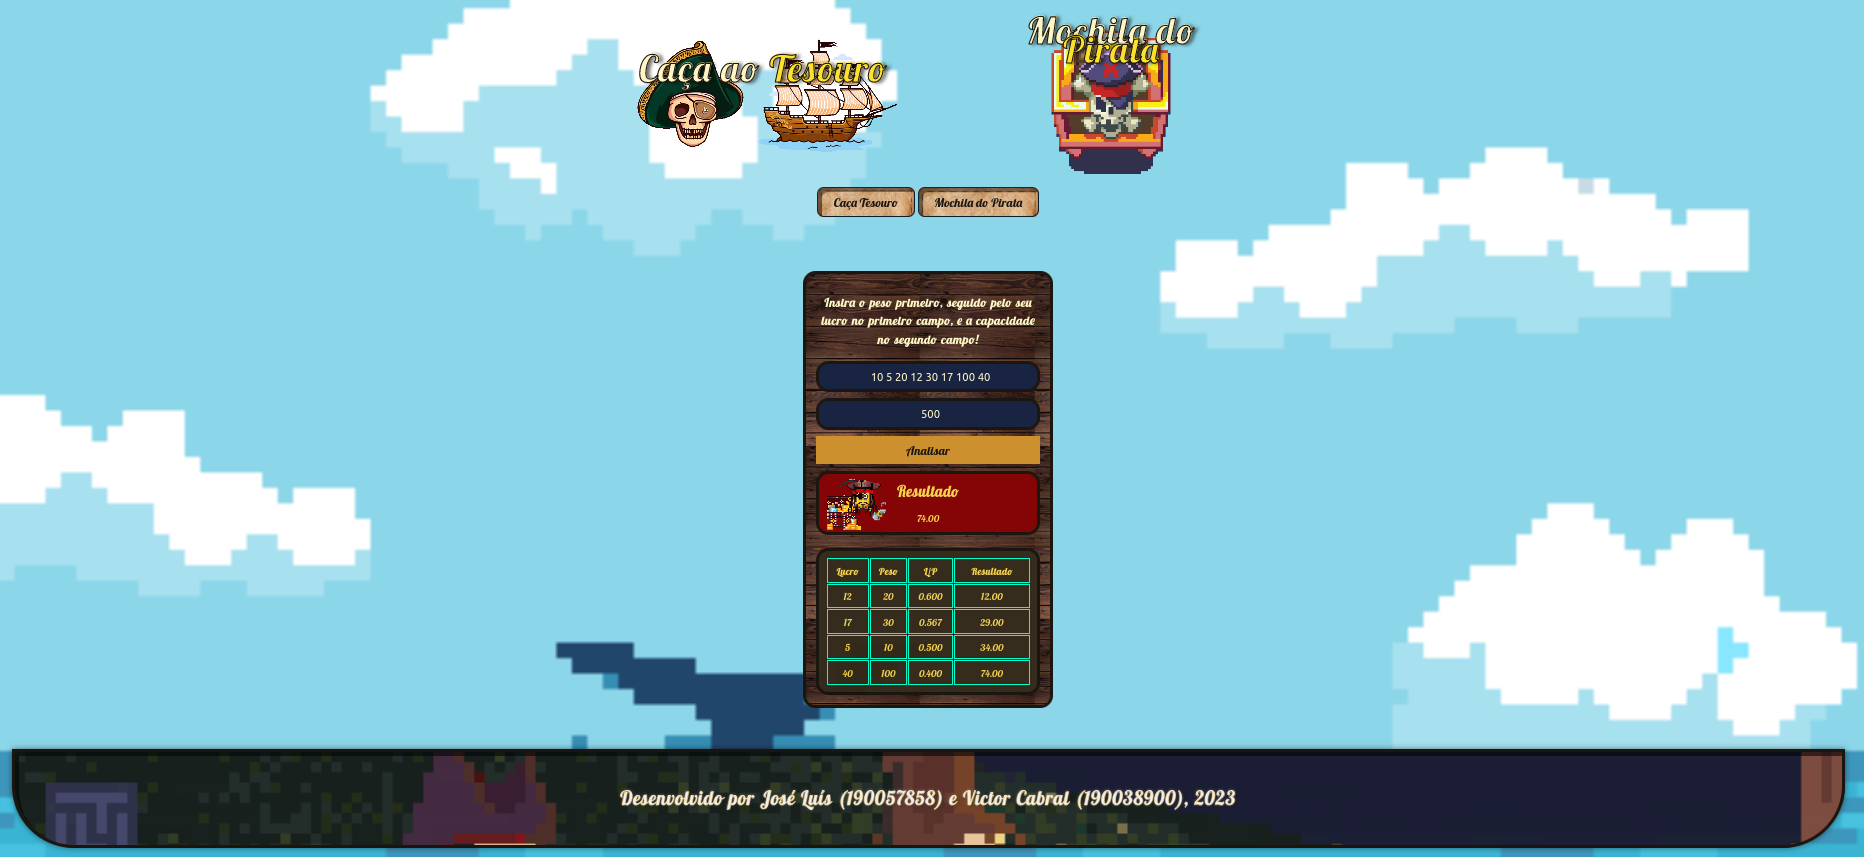 Caça ao Tesouro
Mochila do
Pirata
Caça Tesouro
Mochila do Pirata
Insira o peso primeiro, seguido pelo seu
lucro no primeiro campo, e a capacidade
no segundo campo!
10 5 20 12 30 17 100 40
500
Analisar
Resultado
74.00
Lucro Peso L/P Resultado
12 20 0.600 12.00
17 30 0.567 29.00
5 10 0.500 34.00
40 100 0.400 74.00
Desenvolvido por José Luís (190057858) e Victor Cabral (190038900), 2023